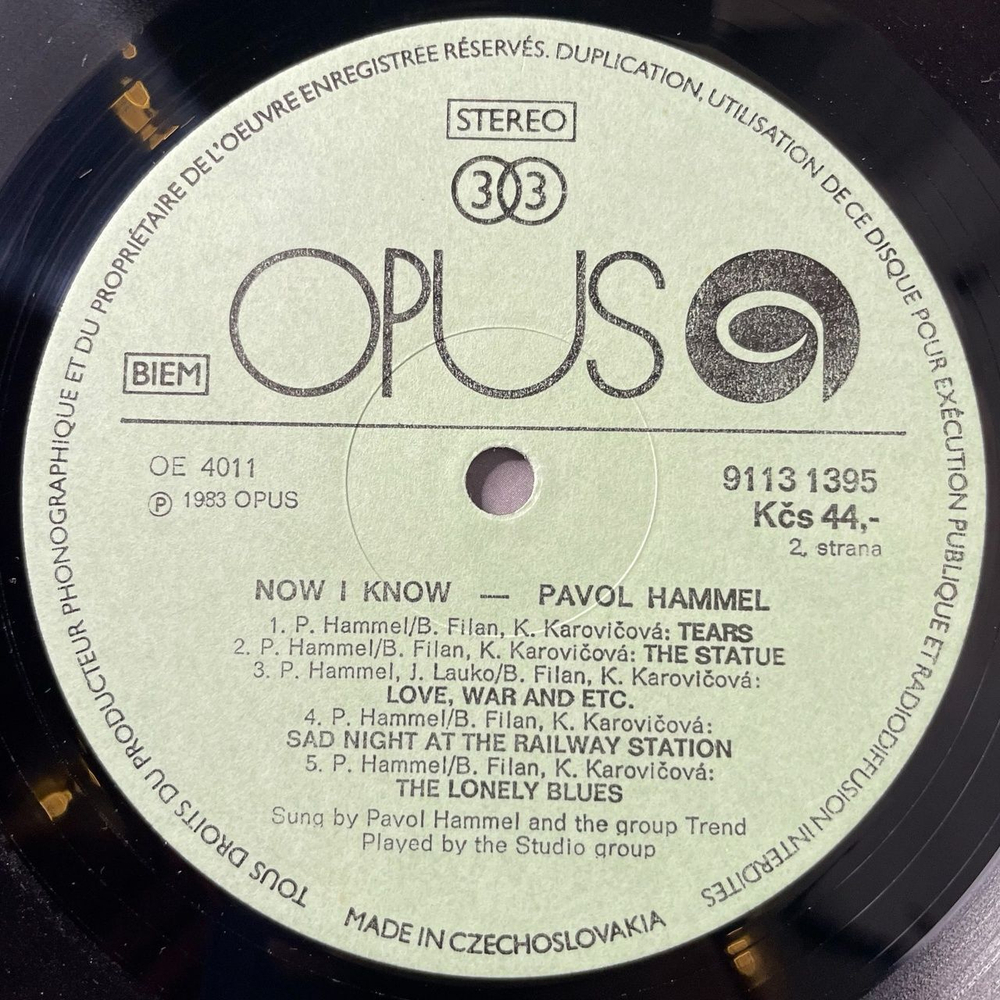 TOUS DROITS DU PRODUCTEUR PHONOGRAPHIQUE ET DU PROPRIÉTAIRE DE L'OEUVRE ENREGISTREE RÉSERVÉS. DUPLICATION, UTILISATION DE CE DISQUE POUR EXÉCUTION PUBLIQUE ET RADIODIFFUSION INTERDITES
STEREO
33
OPUS
BIEM
OE 4011
9113 1395
Ⓟ 1983 OPUS
Kčs 44,-
2. strana
NOW I KNOW — PAVOL HAMMEL
1. P. Hammel/B. Filan, K. Karovičová: TEARS
2. P. Hammel/B. Filan, K. Karovičová: THE STATUE
3. P. Hammel, J. Lauko/B. Filan, K. Karovičová:
LOVE, WAR AND ETC.
4. P. Hammel/B. Filan, K. Karovičová:
SAD NIGHT AT THE RAILWAY STATION
5. P. Hammel/B. Filan, K. Karovičová:
THE LONELY BLUES
Sung by Pavol Hammel and the group Trend
Played by the Studio group
MADE IN CZECHOSLOVAKIA